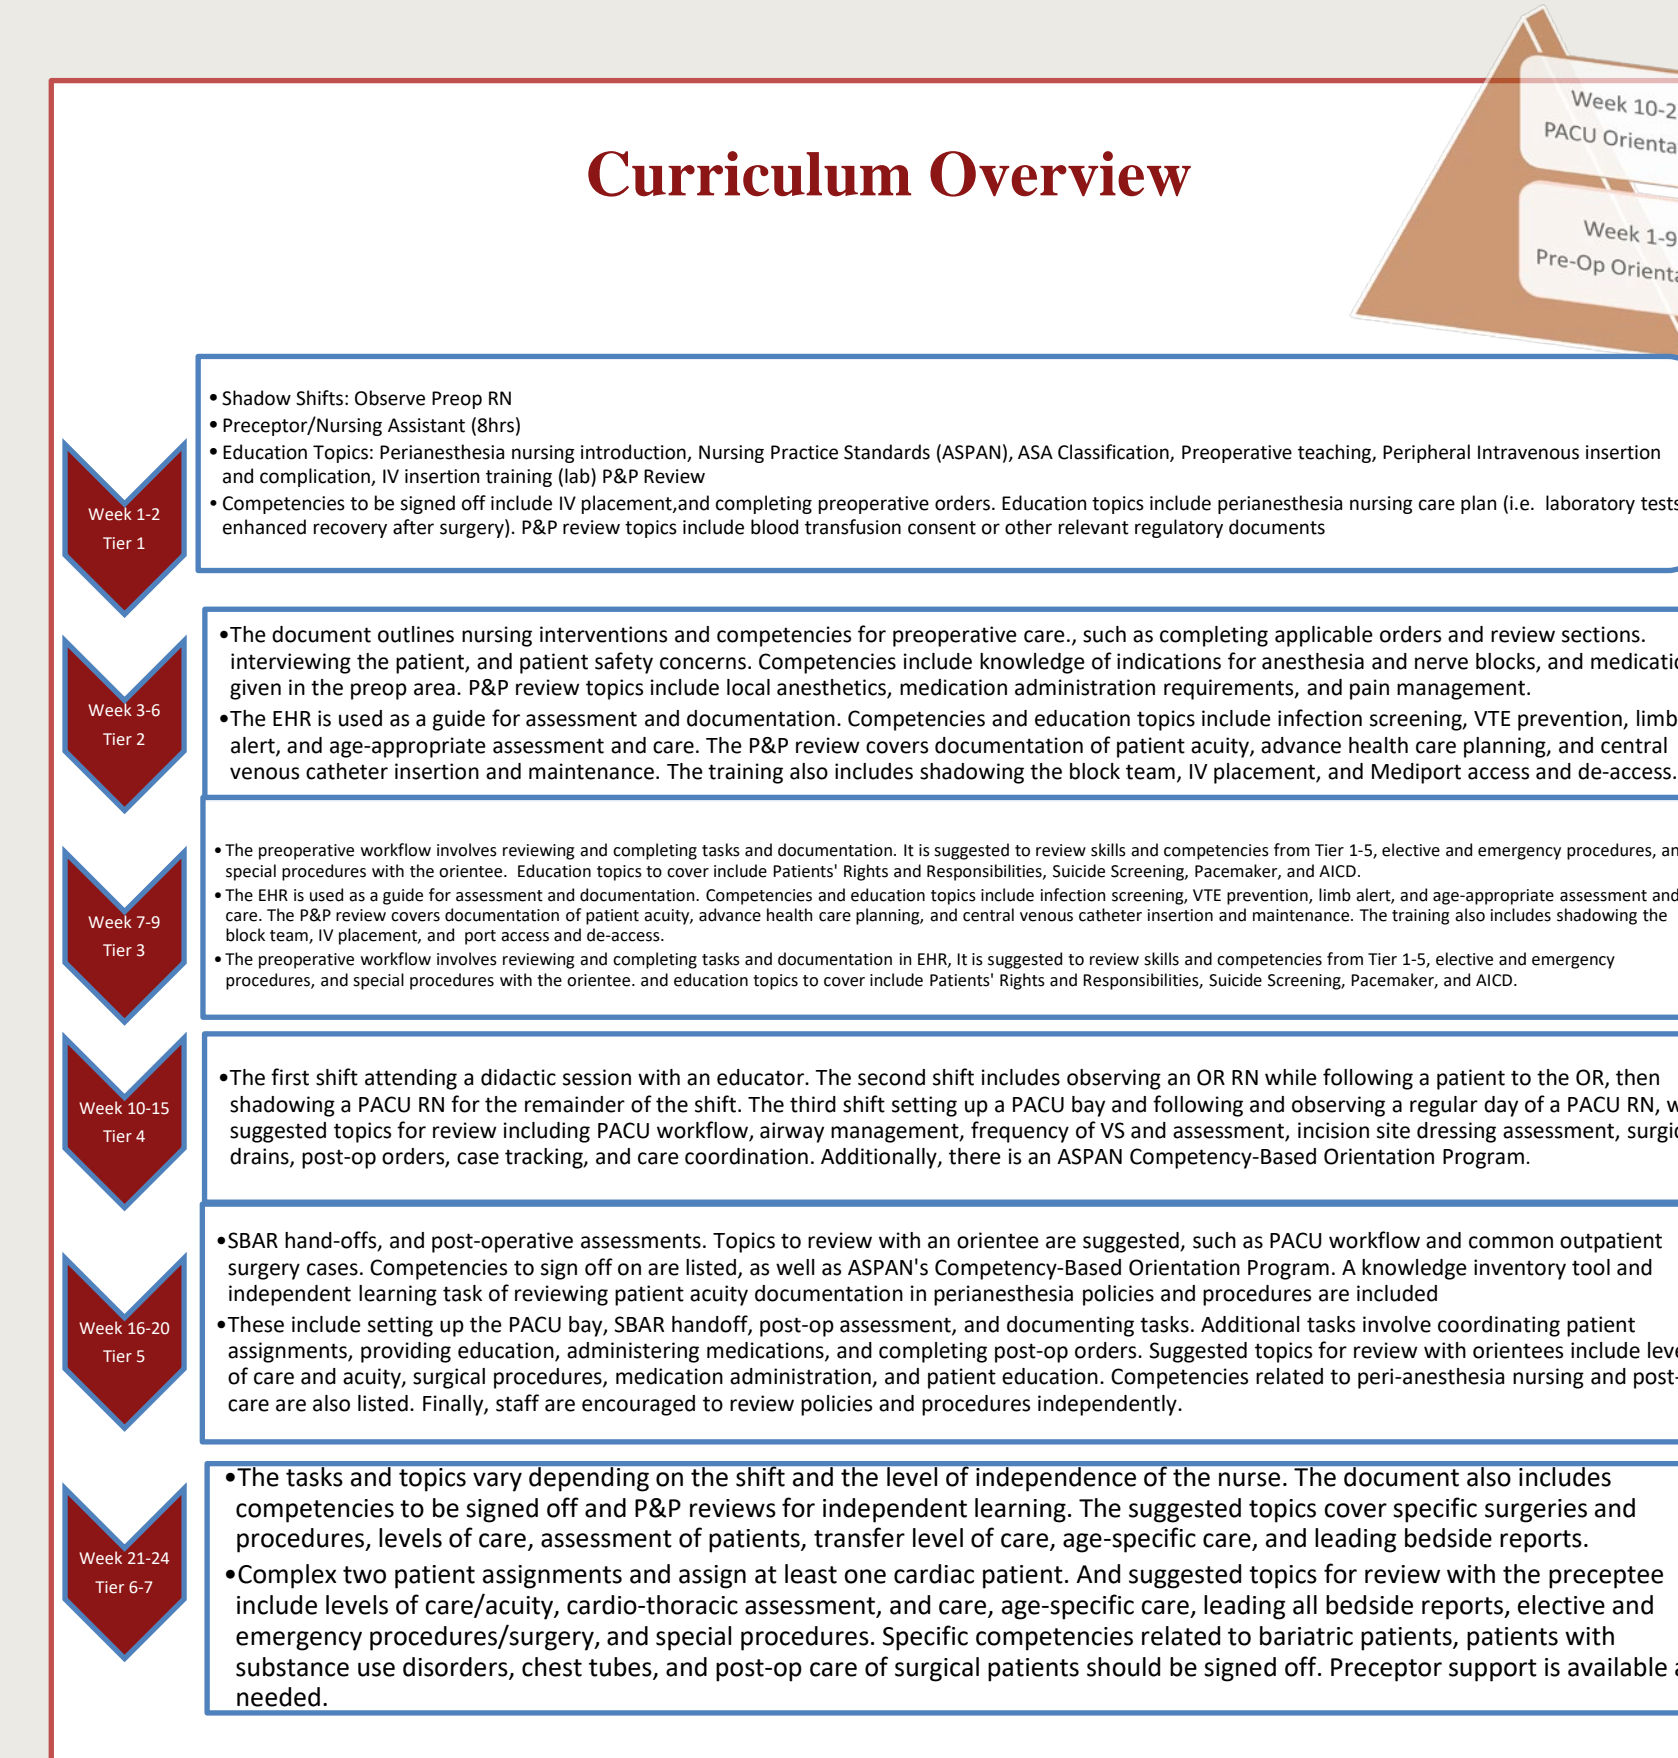 Week 10-2
PACU Orienta
Curriculum Overview
Week 1-9
Pre-Op Orienta
• Shadow Shifts: Observe Preop RN
• Preceptor/Nursing Assistant (8hrs)
• Education Topics: Perianesthesia nursing introduction, Nursing Practice Standards (ASPAN), ASA Classification, Preoperative teaching, Peripheral Intravenous insertion
and complication, IV insertion training (lab) P&P Review
• Competencies to be signed off include IV placement,and completing preoperative orders. Education topics include perianesthesia nursing care plan (i.e. laboratory tests
enhanced recovery after surgery). P&P review topics include blood transfusion consent or other relevant regulatory documents
Week 1-2
Tier 1
•The document outlines nursing interventions and competencies for preoperative care., such as completing applicable orders and review sections.
interviewing the patient, and patient safety concerns. Competencies include knowledge of indications for anesthesia and nerve blocks, and medicatio
given in the preop area. P&P review topics include local anesthetics, medication administration requirements, and pain management.
•The EHR is used as a guide for assessment and documentation. Competencies and education topics include infection screening, VTE prevention, limb
alert, and age-appropriate assessment and care. The P&P review covers documentation of patient acuity, advance health care planning, and central
venous catheter insertion and maintenance. The training also includes shadowing the block team, IV placement, and Mediport access and de-access.
Week 3-6
Tier 2
• The preoperative workflow involves reviewing and completing tasks and documentation. It is suggested to review skills and competencies from Tier 1-5, elective and emergency procedures, an
special procedures with the orientee. Education topics to cover include Patients' Rights and Responsibilities, Suicide Screening, Pacemaker, and AICD.
• The EHR is used as a guide for assessment and documentation. Competencies and education topics include infection screening, VTE prevention, limb alert, and age-appropriate assessment and
care. The P&P review covers documentation of patient acuity, advance health care planning, and central venous catheter insertion and maintenance. The training also includes shadowing the
block team, IV placement, and port access and de-access.
• The preoperative workflow involves reviewing and completing tasks and documentation in EHR, It is suggested to review skills and competencies from Tier 1-5, elective and emergency
procedures, and special procedures with the orientee. and education topics to cover include Patients' Rights and Responsibilities, Suicide Screening, Pacemaker, and AICD.
Week 7-9
Tier 3
•The first shift attending a didactic session with an educator. The second shift includes observing an OR RN while following a patient to the OR, then
shadowing a PACU RN for the remainder of the shift. The third shift setting up a PACU bay and following and observing a regular day of a PACU RN, w
suggested topics for review including PACU workflow, airway management, frequency of VS and assessment, incision site dressing assessment, surgic
drains, post-op orders, case tracking, and care coordination. Additionally, there is an ASPAN Competency-Based Orientation Program.
Week 10-15
Tier 4
•SBAR hand-offs, and post-operative assessments. Topics to review with an orientee are suggested, such as PACU workflow and common outpatient
surgery cases. Competencies to sign off on are listed, as well as ASPAN's Competency-Based Orientation Program. A knowledge inventory tool and
independent learning task of reviewing patient acuity documentation in perianesthesia policies and procedures are included
•These include setting up the PACU bay, SBAR handoff, post-op assessment, and documenting tasks. Additional tasks involve coordinating patient
assignments, providing education, administering medications, and completing post-op orders. Suggested topics for review with orientees include leve
of care and acuity, surgical procedures, medication administration, and patient education. Competencies related to peri-anesthesia nursing and post-
care are also listed. Finally, staff are encouraged to review policies and procedures independently.
Week 16-20
Tier 5
•The tasks and topics vary depending on the shift and the level of independence of the nurse. The document also includes
competencies to be signed off and P&P reviews for independent learning. The suggested topics cover specific surgeries and
procedures, levels of care, assessment of patients, transfer level of care, age-specific care, and leading bedside reports.
•Complex two patient assignments and assign at least one cardiac patient. And suggested topics for review with the preceptee
include levels of care/acuity, cardio-thoracic assessment, and care, age-specific care, leading all bedside reports, elective and
emergency procedures/surgery, and special procedures. Specific competencies related to bariatric patients, patients with
substance use disorders, chest tubes, and post-op care of surgical patients should be signed off. Preceptor support is available a
needed.
Week 21-24
Tier 6-7